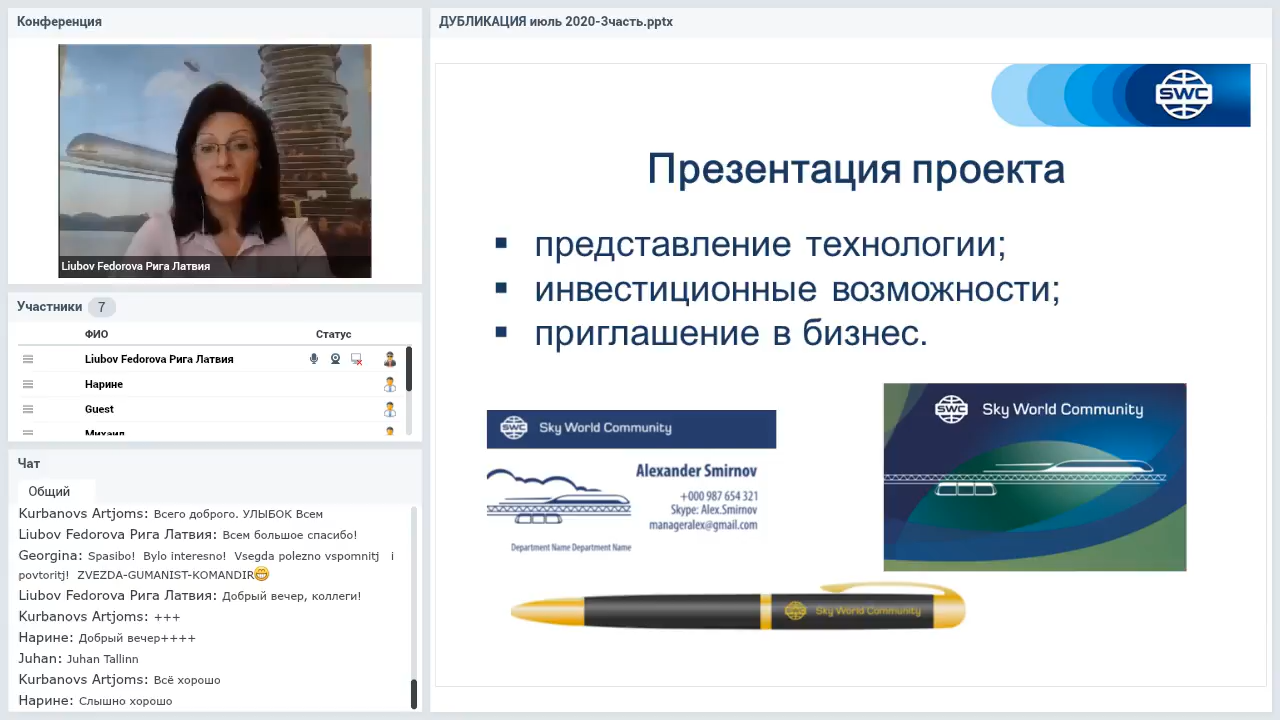 Конференция
Liubov Fedorova Рига Латвия
Участники 7
ФИО Статус
Liubov Fedorova Рига Латвия
Нарине
Guest
Михаил
Чат
Общий
Kurbanovs Artjoms: Всего доброго. УЛЫБОК Всем
Liubov Fedorova Рига Латвия: Всем большое спасибо!
Georgina: Spasibo! Bylo interesno! Vsegda polezno vspomnitj i
povtoritj! ZVEZDA-GUMANIST-KOMANDIR😁
Liubov Fedorova Рига Латвия: Добрый вечер, коллеги!
Kurbanovs Artjoms: +++
Нарине: Добрый вечер++++
Juhan: Juhan Tallinn
Kurbanovs Artjoms: Всё хорошо
Нарине: Слышно хорошо
ДУБЛИКАЦИЯ июль 2020-3часть.pptx
SWC
Презентация проекта
▪ представление технологии;
▪ инвестиционные возможности;
▪ приглашение в бизнес.
SWC Sky World Community
Alexander Smirnov
+000 987 654 321
Skype: Alex.Smirnov
manageralex@gmail.com
Department Name Department Name
SWC Sky World Community
SWC Sky World Community